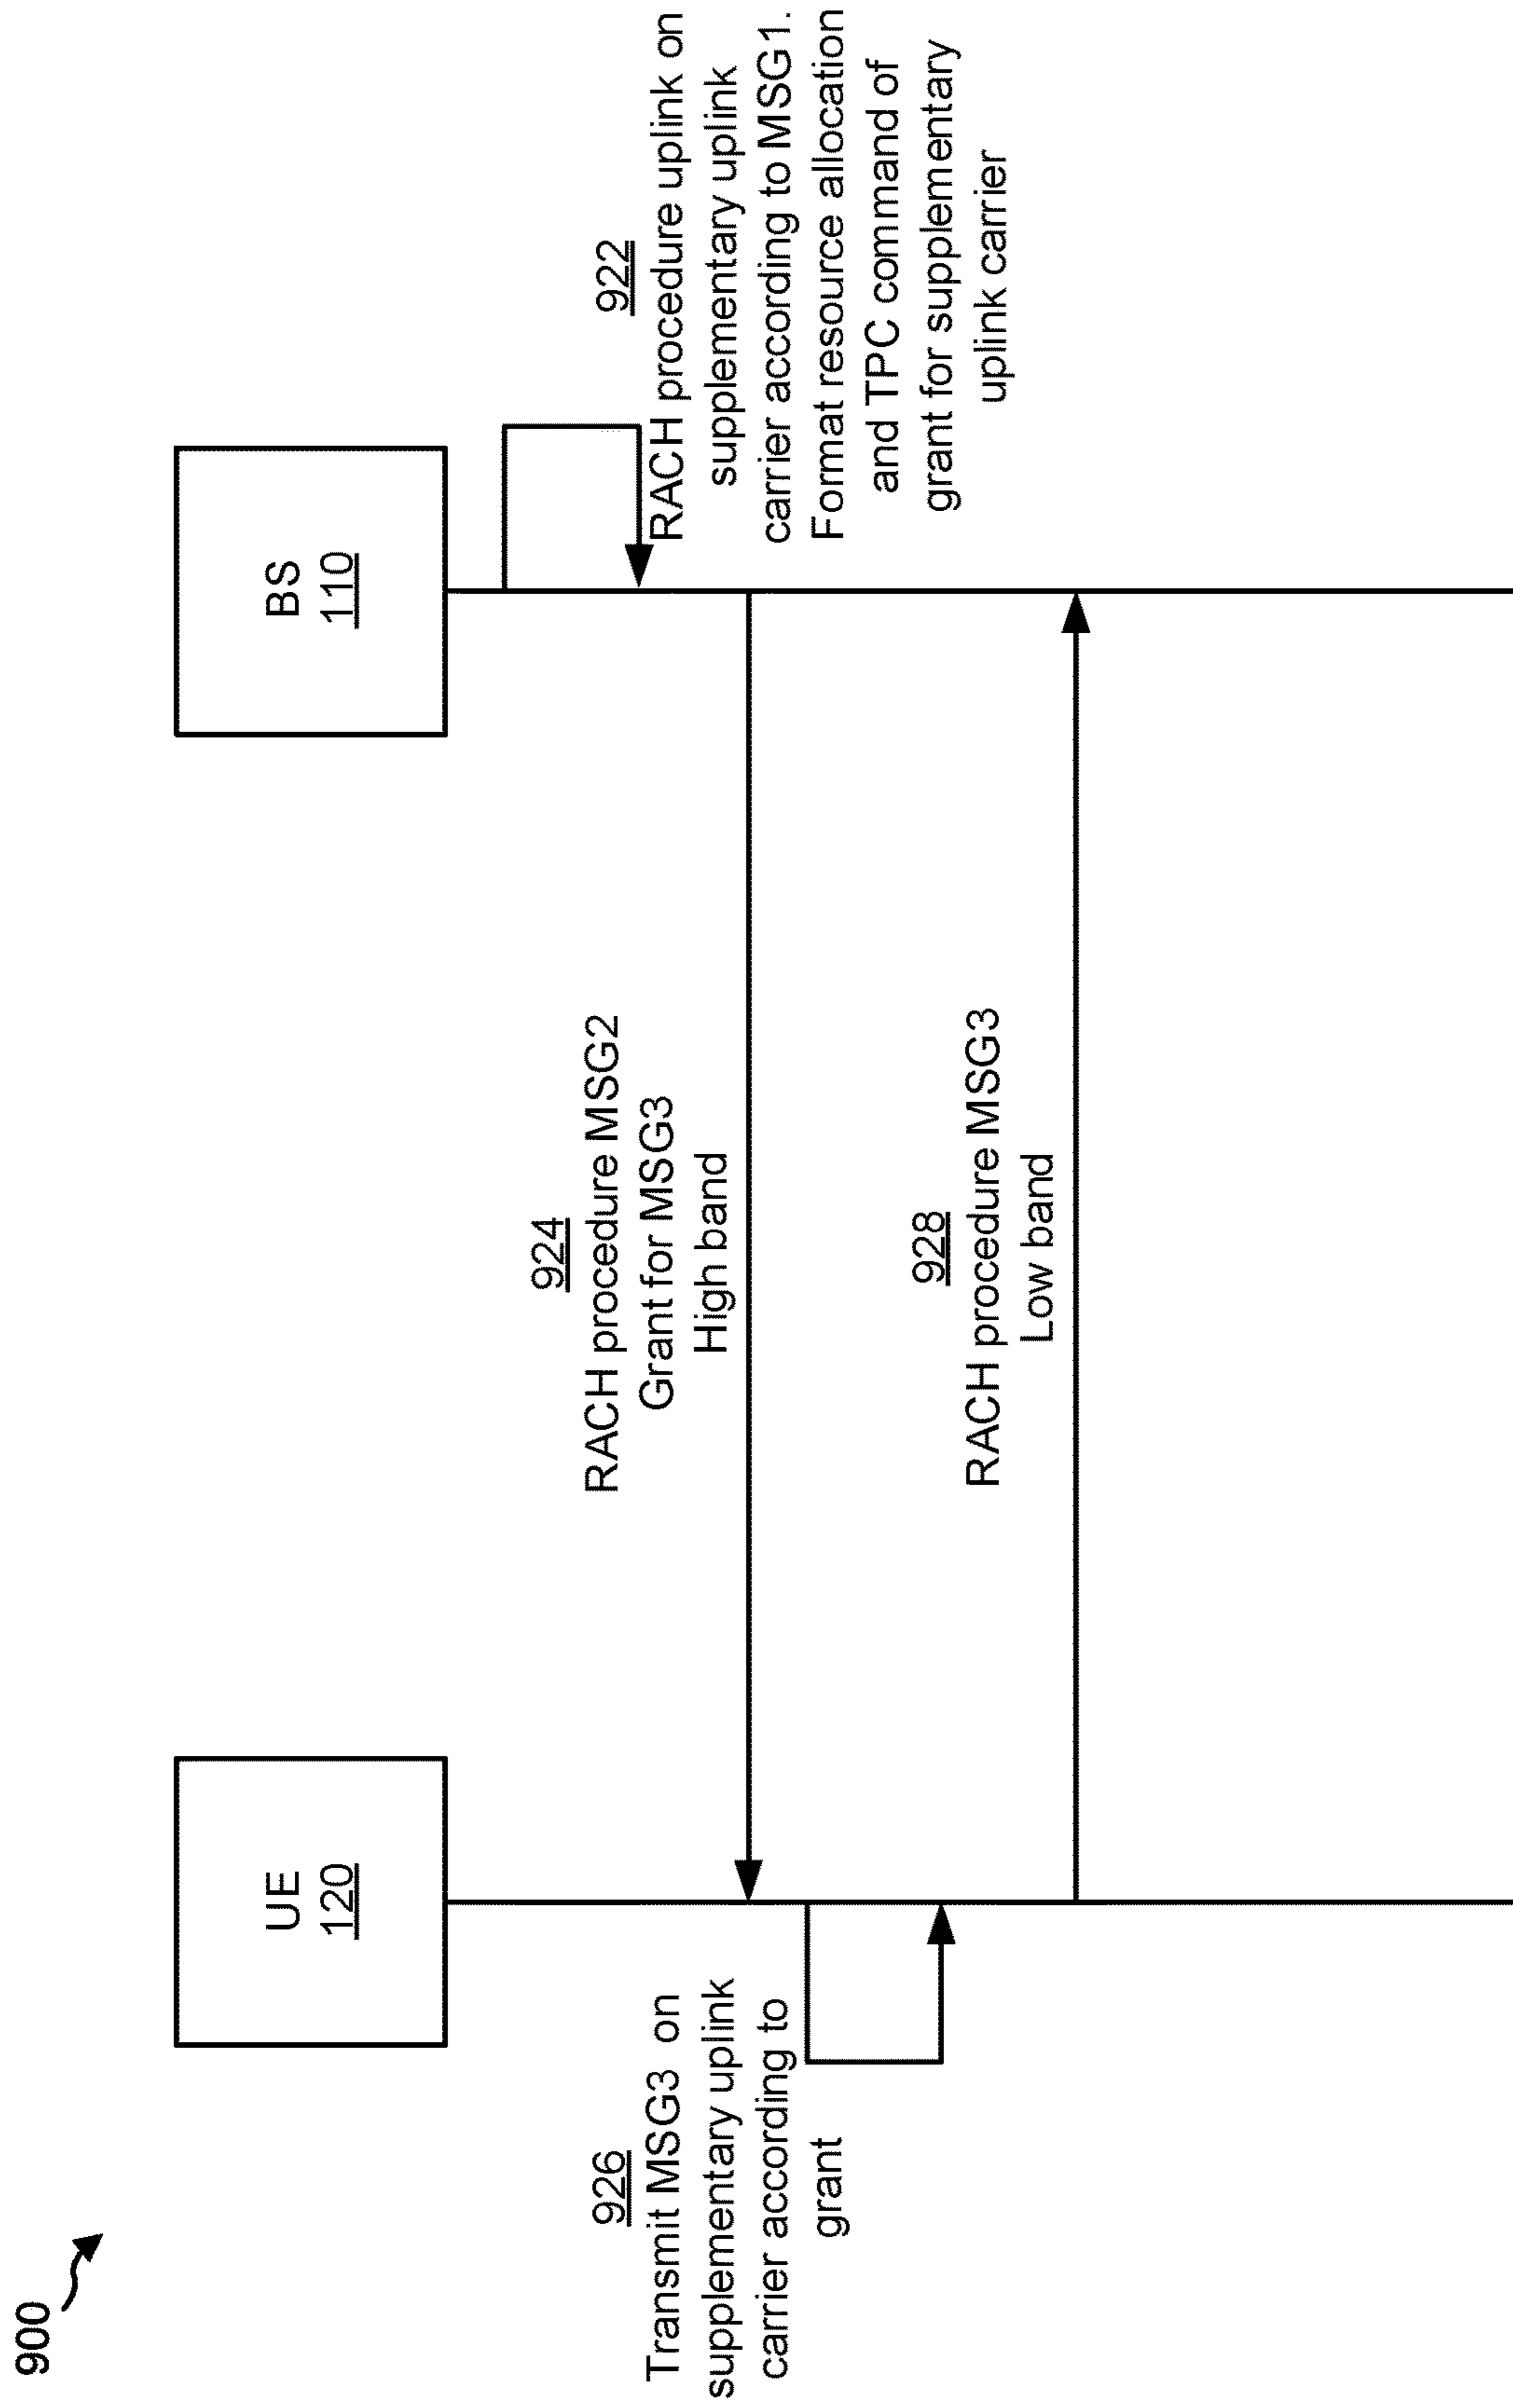 900
UE
120
BS
110
922
RACH procedure uplink on
supplementary uplink
carrier according to MSG1.
Format resource allocation
and TPC command of
grant for supplementary
uplink carrier
924
RACH procedure MSG2
Grant for MSG3
High band
926
Transmit MSG3 on
supplementary uplink
carrier according to
grant
928
RACH procedure MSG3
Low band